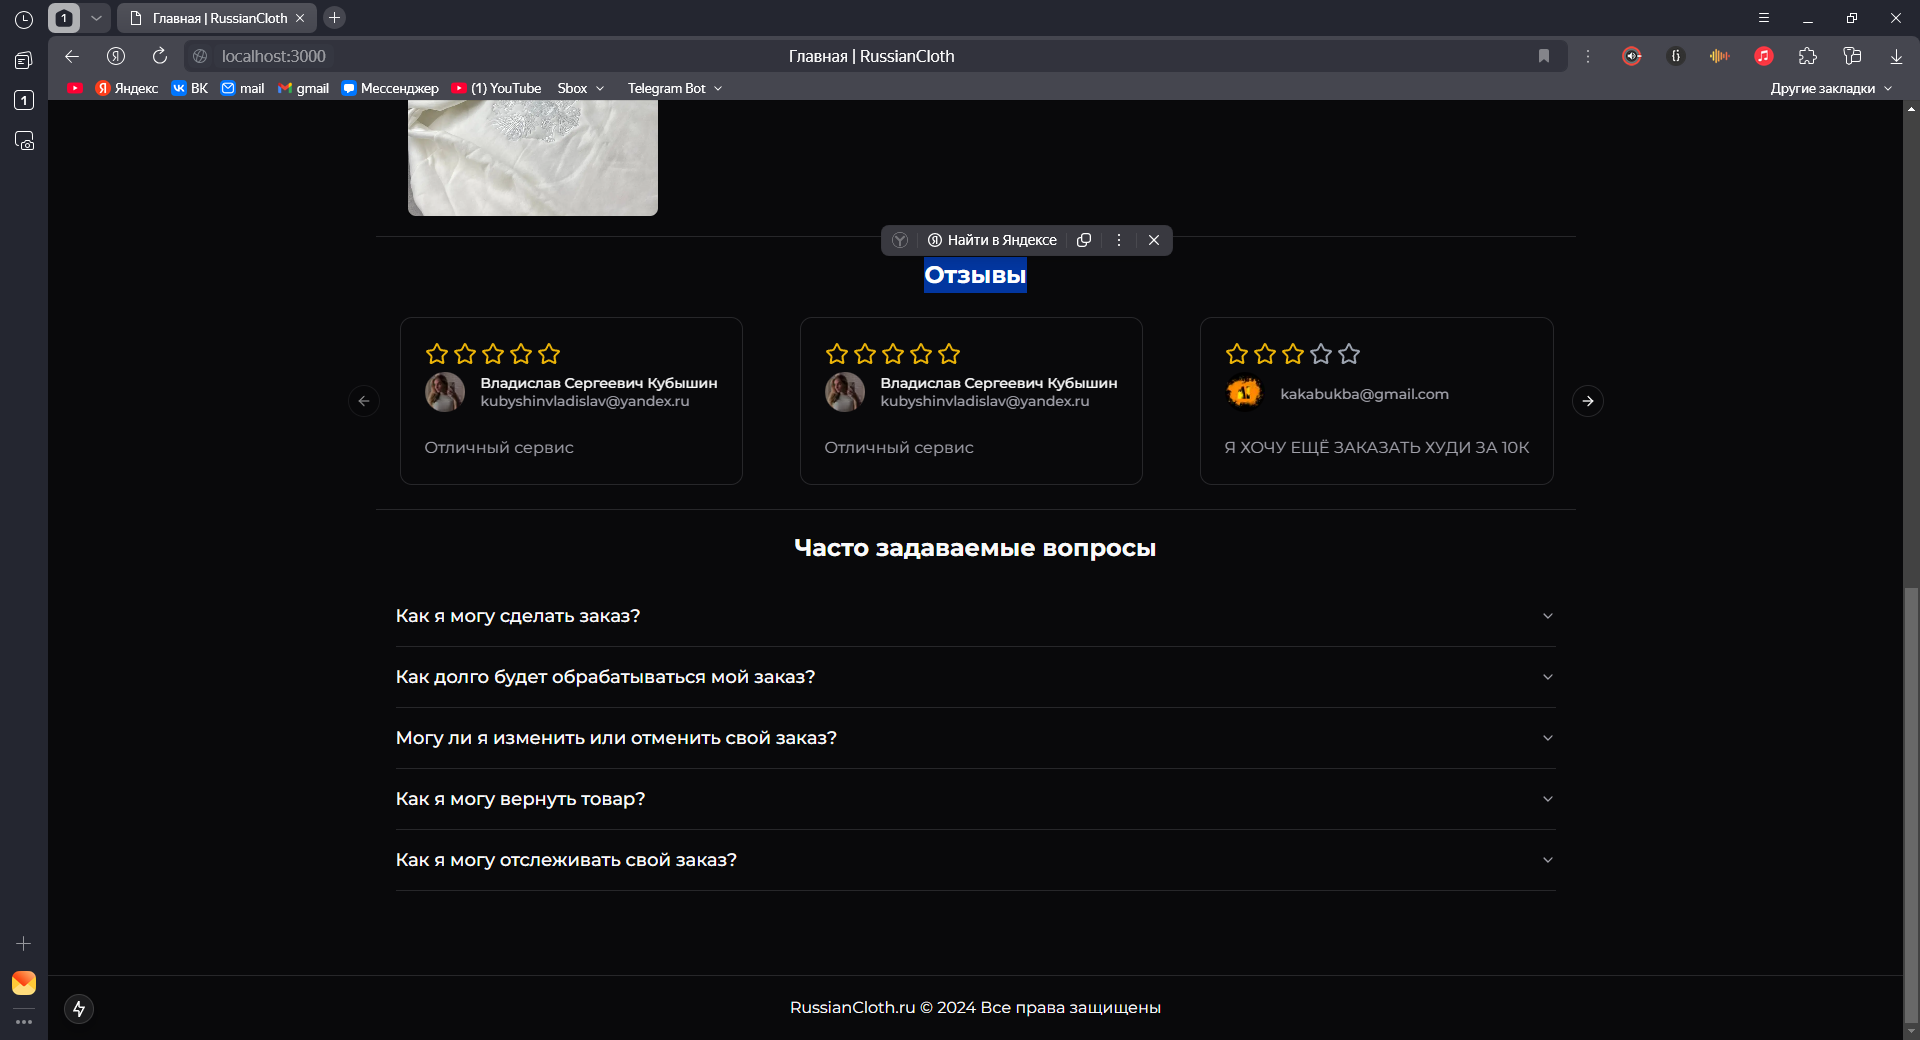 1
Главная | RussianCloth
localhost:3000
Главная | RussianCloth
Яндекс
ВК
mail
gmail
Мессенджер
(1) YouTube
Sbox
Telegram Bot
Другие закладки
1
Найти в Яндексе
Отзывы
Владислав Сергеевич Кубышин
kubyshinvladislav@yandex.ru
Отличный сервис
Владислав Сергеевич Кубышин
kubyshinvladislav@yandex.ru
Отличный сервис
kakabukba@gmail.com
Я ХОЧУ ЕЩЁ ЗАКАЗАТЬ ХУДИ ЗА 10К
Часто задаваемые вопросы
Как я могу сделать заказ?
Как долго будет обрабатываться мой заказ?
Могу ли я изменить или отменить свой заказ?
Как я могу вернуть товар?
Как я могу отслеживать свой заказ?
RussianCloth.ru © 2024 Все права защищены